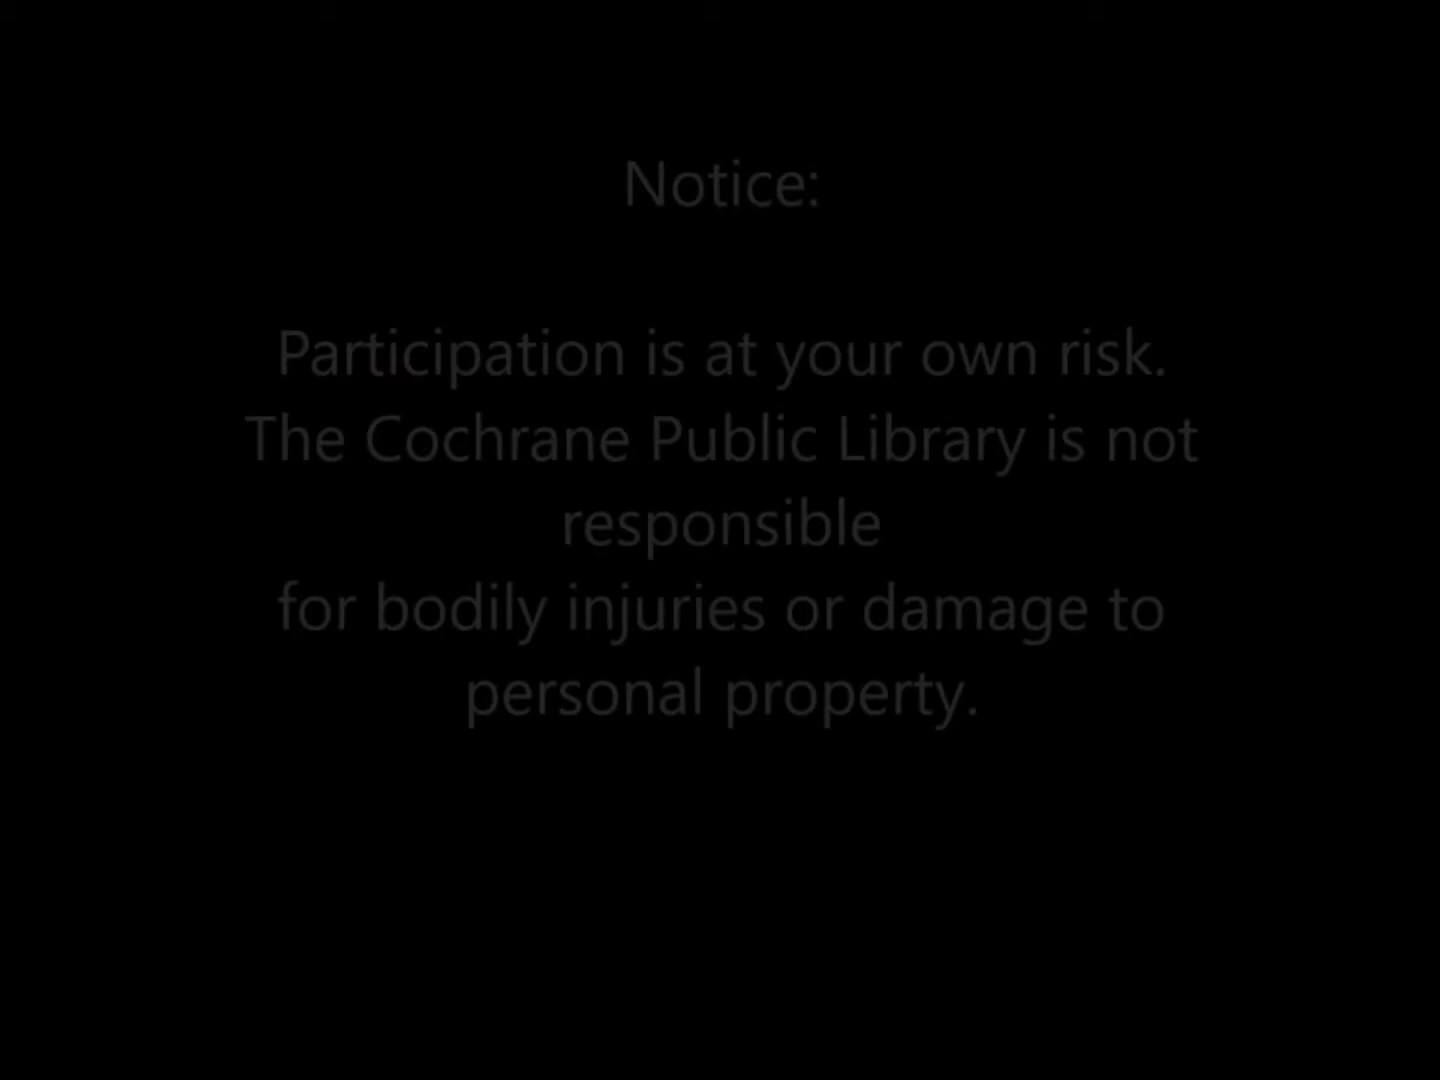 Notice:
Participation is at your own risk.
The Cochrane Public Library is not
responsible
for bodily injuries or damage to
personal property.